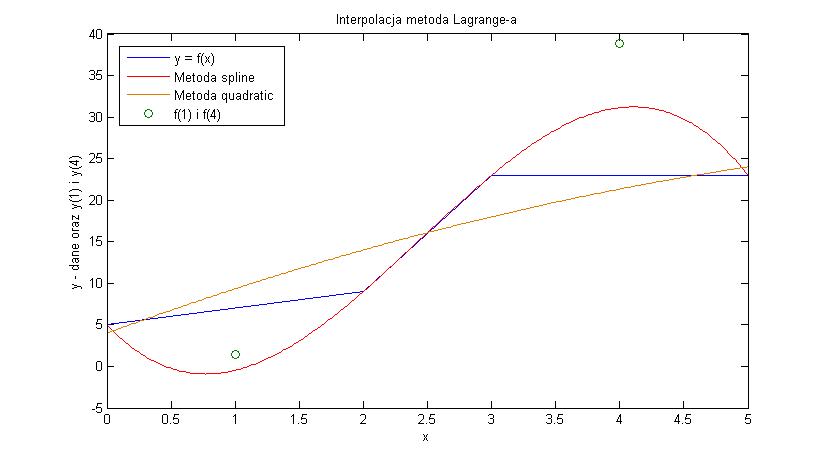 Interpolacja metoda Lagrange-a
y = f(x)
Metoda spline
Metoda quadratic
f(1) i f(4)
y - dane oraz y(1) i y(4)
40
35
30
25
20
15
10
5
0
-5
0 0.5 1 1.5 2 2.5 3 3.5 4 4.5 5
x